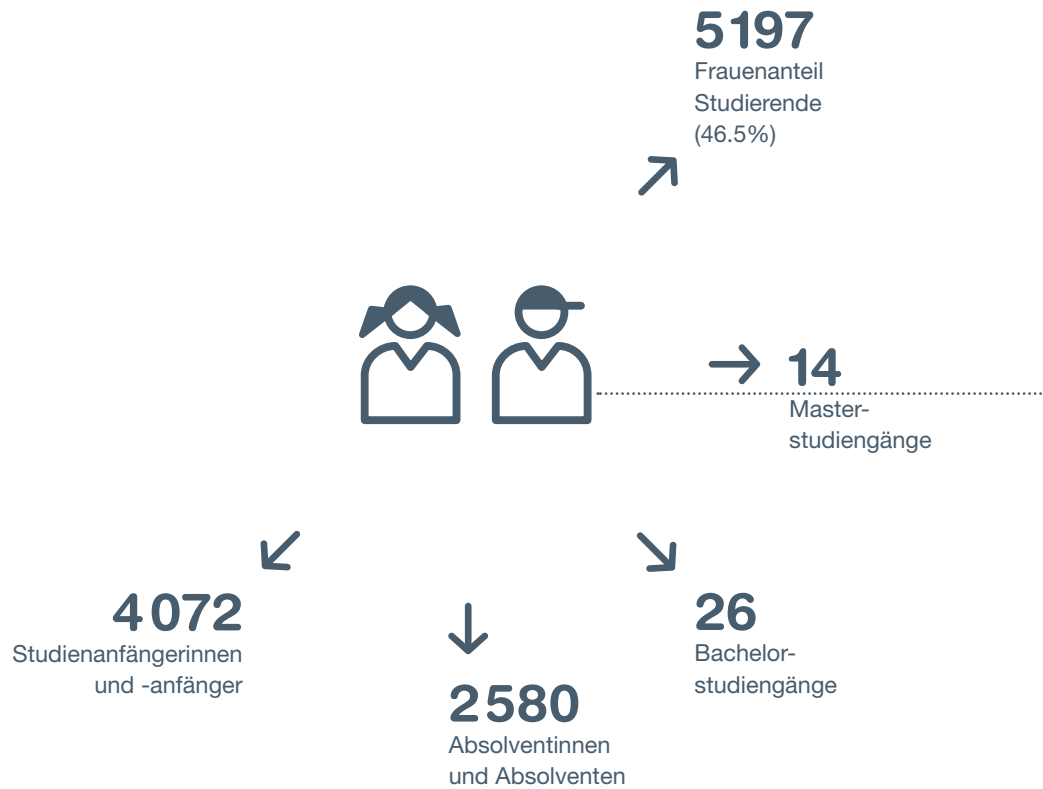 5197
Frauenanteil
Studierende
(46.5%)
14
Master-
studiengänge
4072
Studienanfängerinnen
und -anfänger
26
Bachelor-
studiengänge
2580
Absolventinnen
und Absolventen